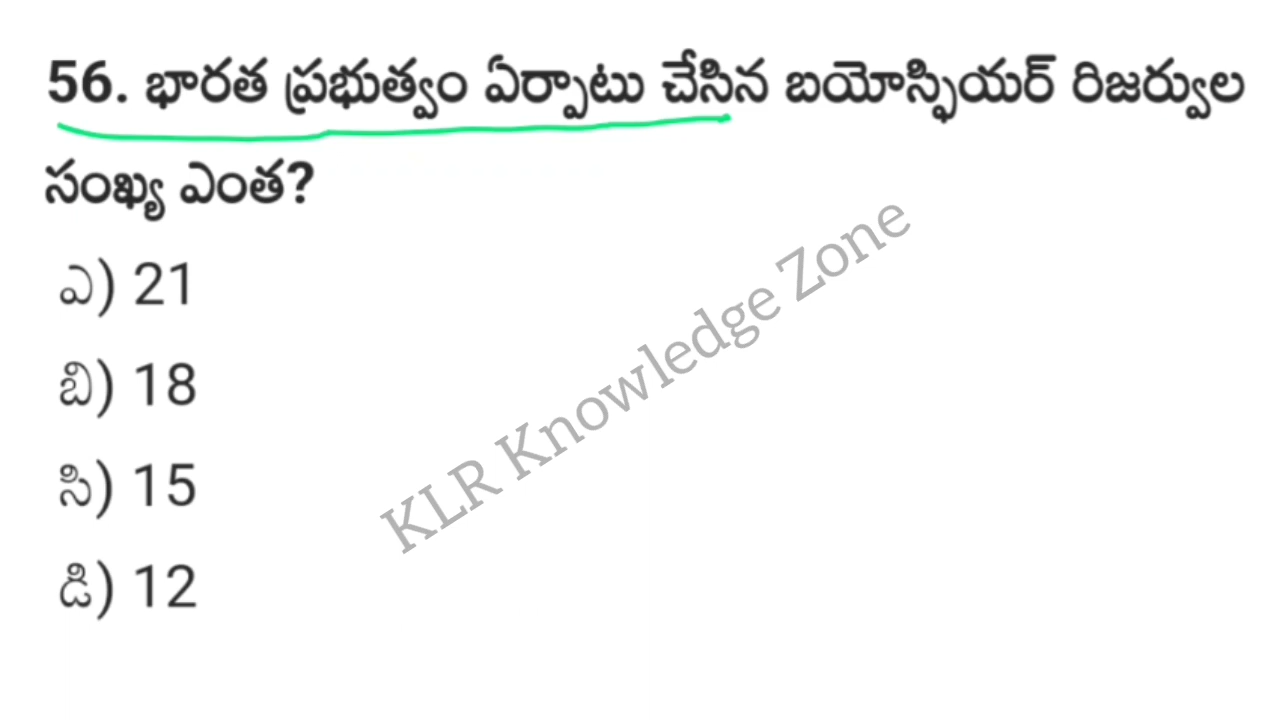 56. భారత ప్రభుత్వం ఏర్పాటు చేసిన బయోస్ఫియర్ రిజర్వుల
సంఖ్య ఎంత?
ఎ) 21
బి) 18
సి) 15
డి) 12
KLR Knowledge Zone